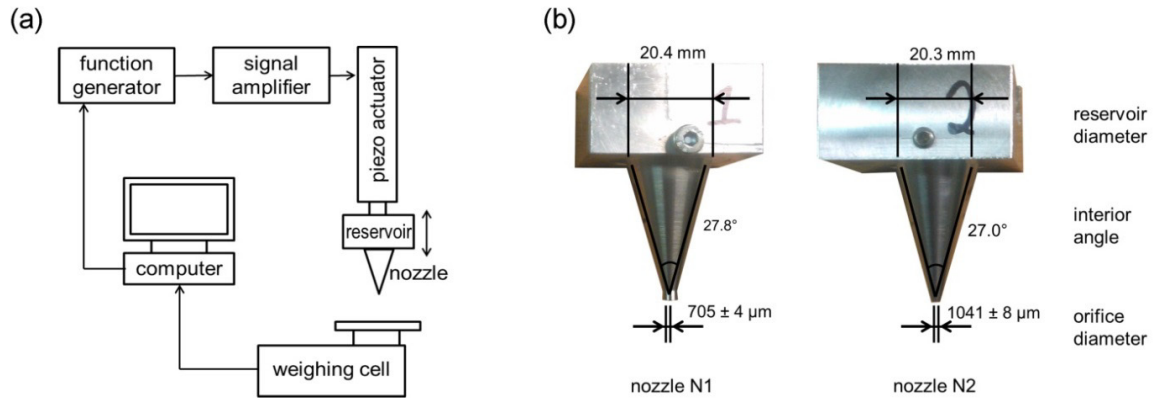 (a)
function
generator
signal
amplifier
piezo actuator
reservoir
nozzle
computer
weighing cell
(b)
20.4 mm
20.3 mm
1
2
reservoir
diameter
27.8°
27.0°
interior
angle
705 ± 4 µm
1041 ± 8 µm
orifice
diameter
nozzle N1
nozzle N2